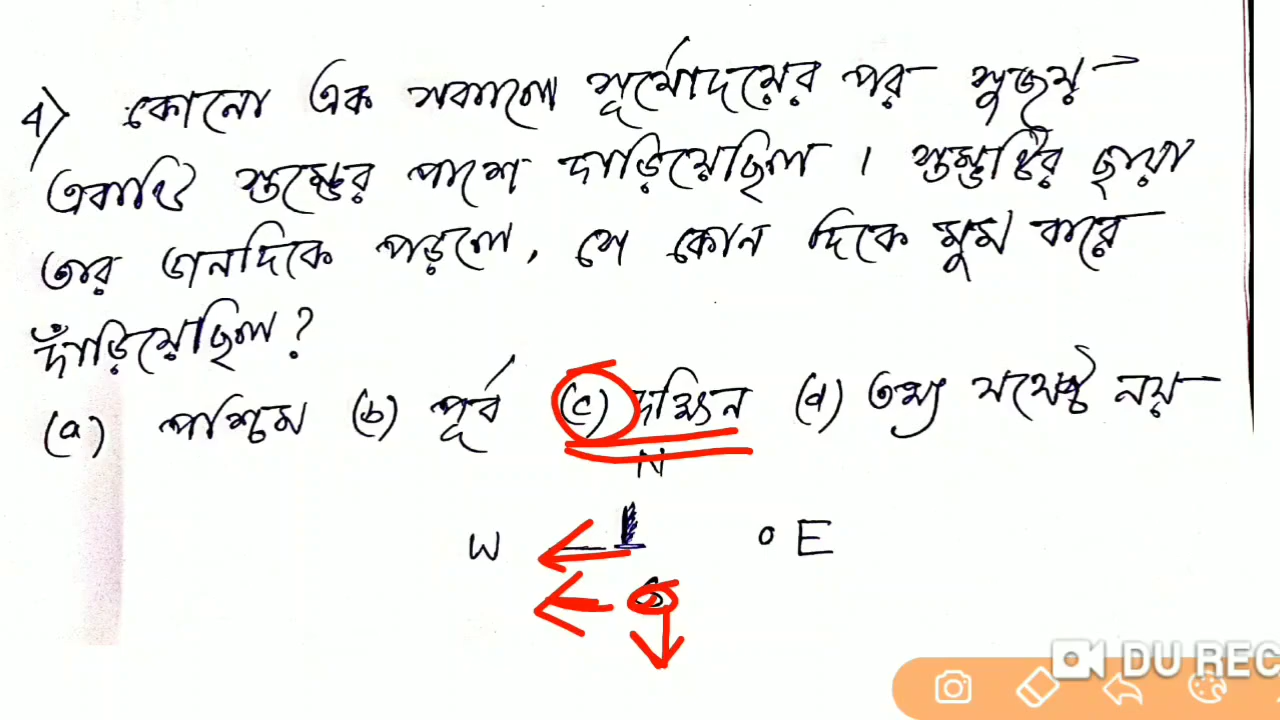 4) কোনো এক সকালে সূর্যোদয়ের পর সুজয়
একটি স্তম্ভের পাশে দাড়িয়েছিল । স্তম্ভটির ছায়া
তার ডানদিকে পড়লে, সে কোন দিকে মুখ করে
দাঁড়িয়েছিল?
(a) পশ্চিম (b) পূর্ব (c) দক্ষিন (d) তথ্য যথেষ্ট নয়
N
W E
S
DU REC